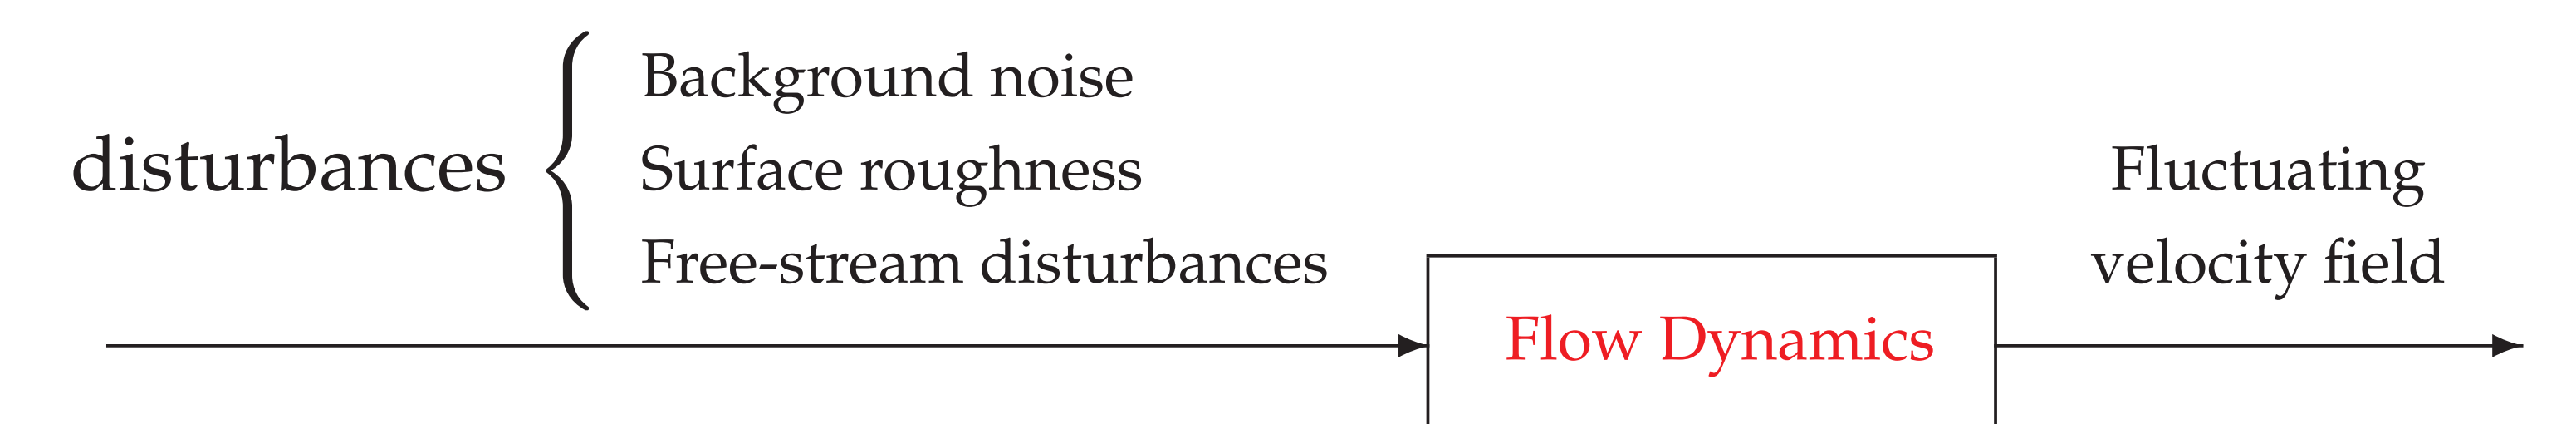 disturbances
Background noise
Surface roughness
Free-stream disturbances
Flow Dynamics
Fluctuating
velocity field